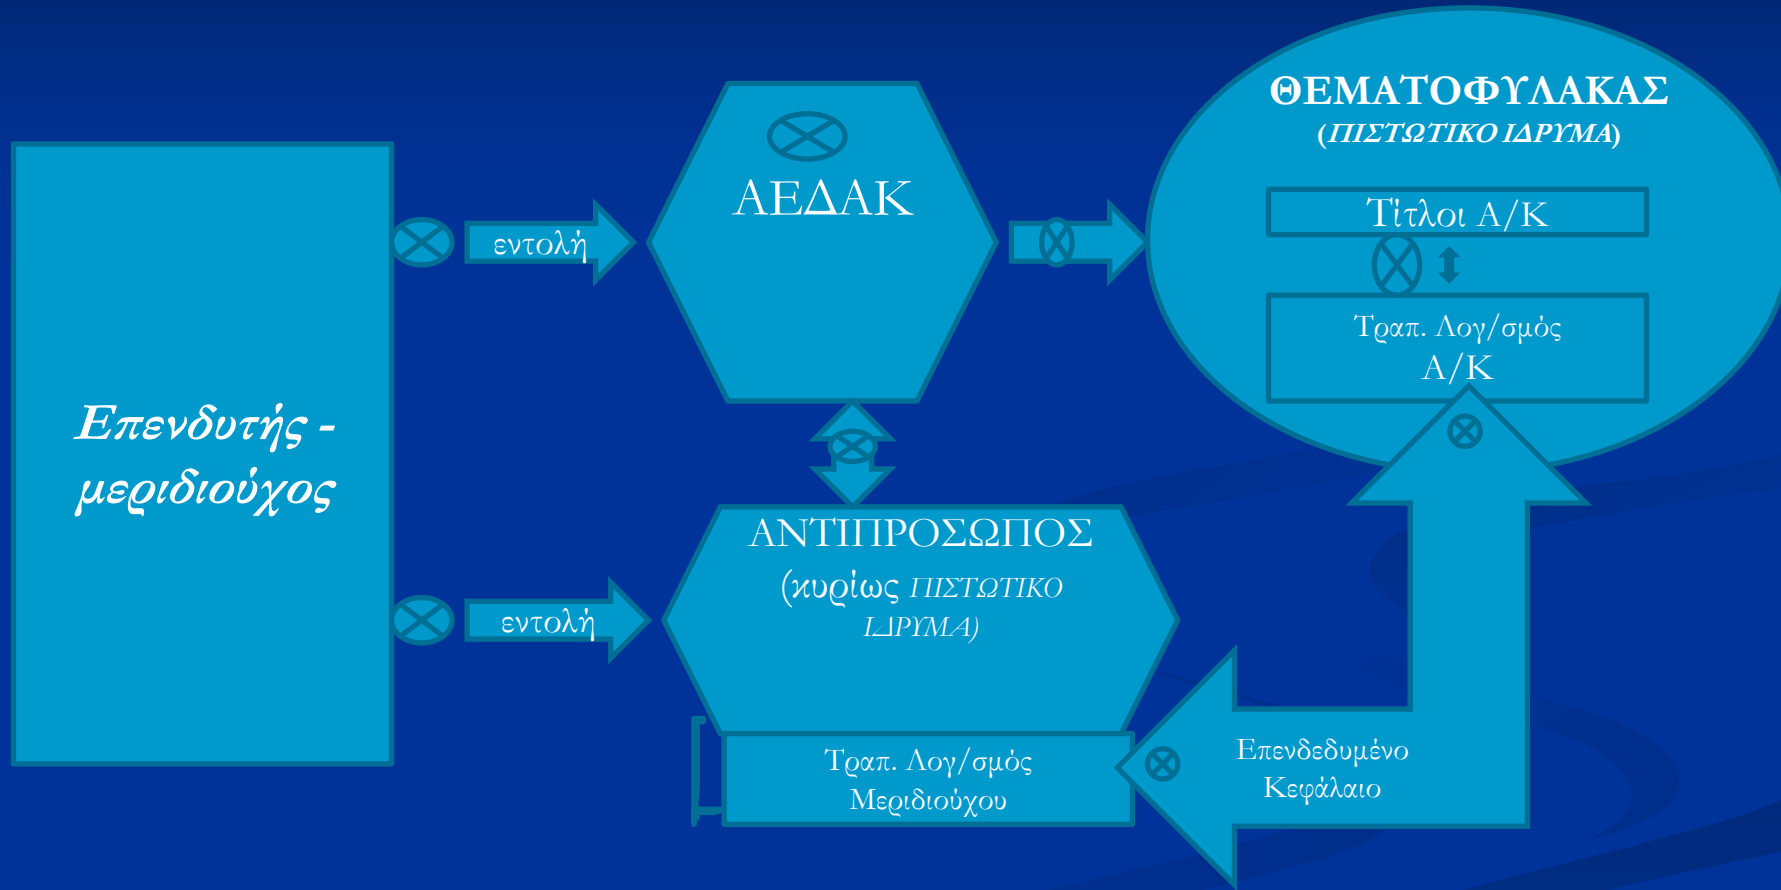 Επενδυτής -
μεριδιούχος
εντολή
εντολή
ΑΕΔΑΚ
ΑΝΤΙΠΡΟΣΩΠΟΣ
(κυρίως ΠΙΣΤΩΤΙΚΟ
ΙΔΡΥΜΑ)
Τραπ. Λογ/σμός
Μεριδιούχου
ΘΕΜΑΤΟΦΥΛΑΚΑΣ
(ΠΙΣΤΩΤΙΚΟ ΙΔΡΥΜΑ)
Τίτλοι Α/Κ
Τραπ. Λογ/σμός
Α/Κ
Επενδεδυμένο
Κεφάλαιο